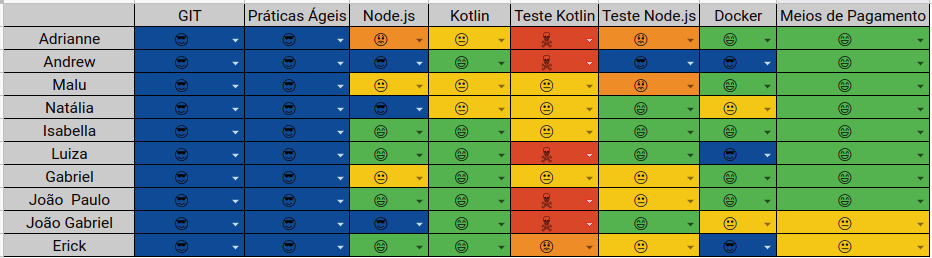 GIT Práticas Ágeis Node.js Kotlin Teste Kotlin Teste Node.js Docker Meios de Pagamento
Adrianne
Andrew
Malu
Natália
Isabella
Luiza
Gabriel
João Paulo
João Gabriel
Erick